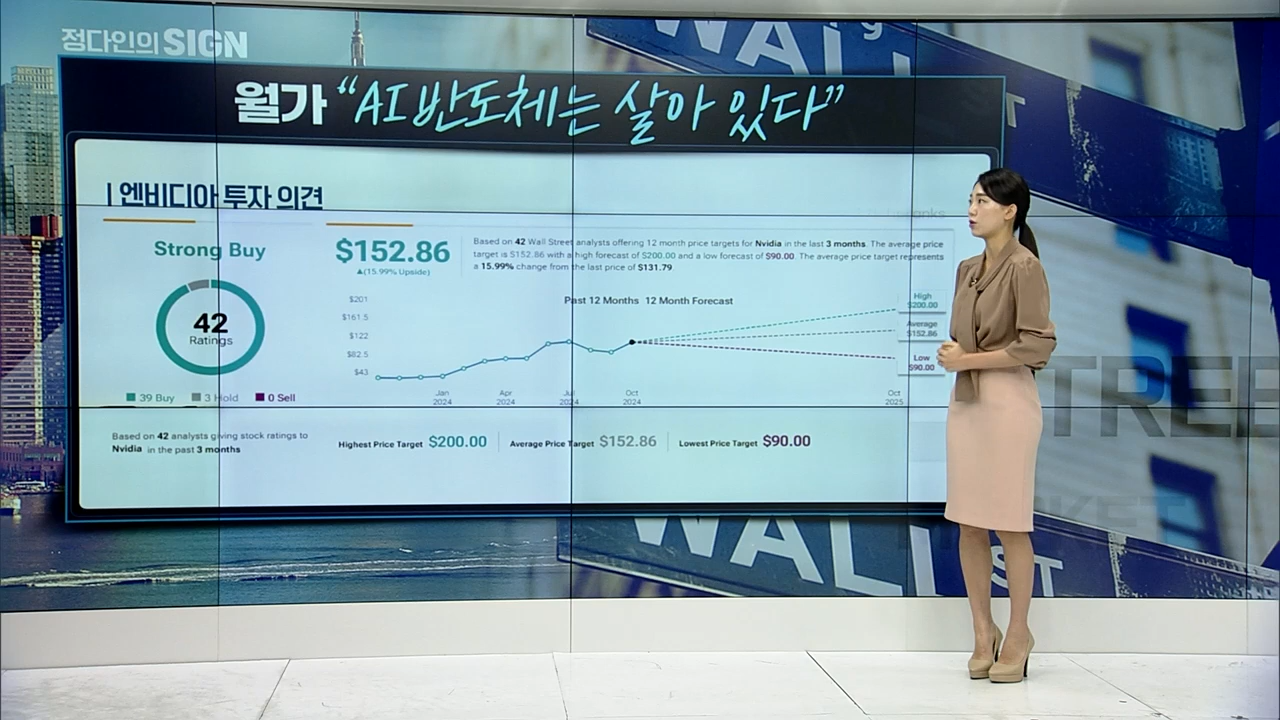 정다인의 SIGN
월가 “AI 반도체는 살아 있다”
WALL
ST
엔비디아 투자 의견
Strong Buy
42
Ratings
39 Buy
3 Hold
0 Sell
$152.86
▲(15.99% Upside)
Based on 42 Wall Street analysts offering 12 month price targets for Nvidia in the last 3 months. The average price
target is $152.86 with a high forecast of $200.00 and a low forecast of $90.00. The average price target represents
a 15.99% change from the last price of $131.79
Past 12 Months 12 Month Forecast
$201
$161.5
$122
$82.5
$43
High
$200.00
Average
$152.86
Low
$90.00
Jan
2024
Apr
2024
Jul
2024
Oct
2024
Oct
2025
Based on 42 analysts giving stock ratings to
Nvidia in the past 3 months
Highest Price Target $200.00
Average Price Target $152.86
Lowest Price Target $90.00
TREE
WALL
ST